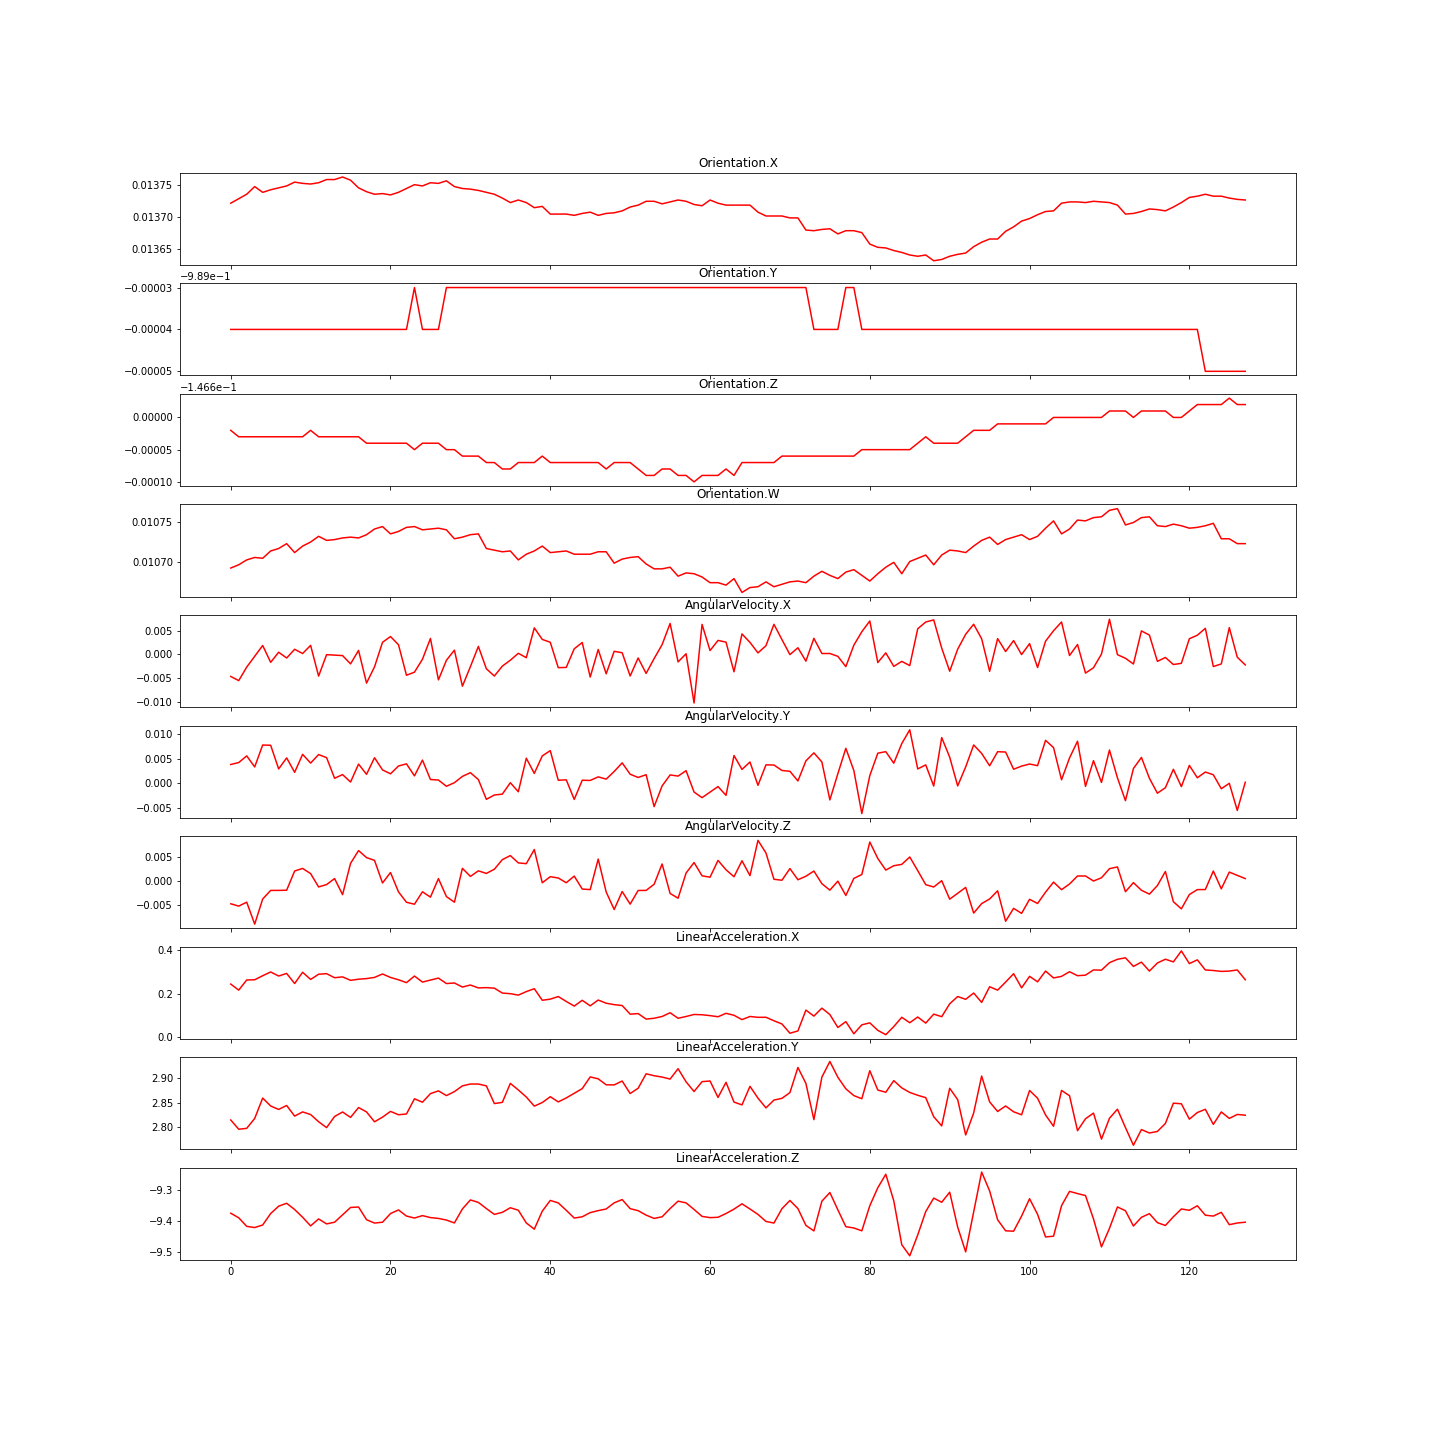 Orientation.X
0.01375
0.01370
0.01365
−9.89e−1
Orientation.Y
−0.00003
−0.00004
−0.00005
−1.466e−1
Orientation.Z
0.00000
−0.00005
−0.00010
Orientation.W
0.01075
0.01070
AngularVelocity.X
0.005
0.000
−0.005
−0.010
AngularVelocity.Y
0.010
0.005
0.000
−0.005
AngularVelocity.Z
0.005
0.000
−0.005
LinearAcceleration.X
0.4
0.2
0.0
LinearAcceleration.Y
2.90
2.85
2.80
LinearAcceleration.Z
−9.3
−9.4
−9.5
0 20 40 60 80 100 120